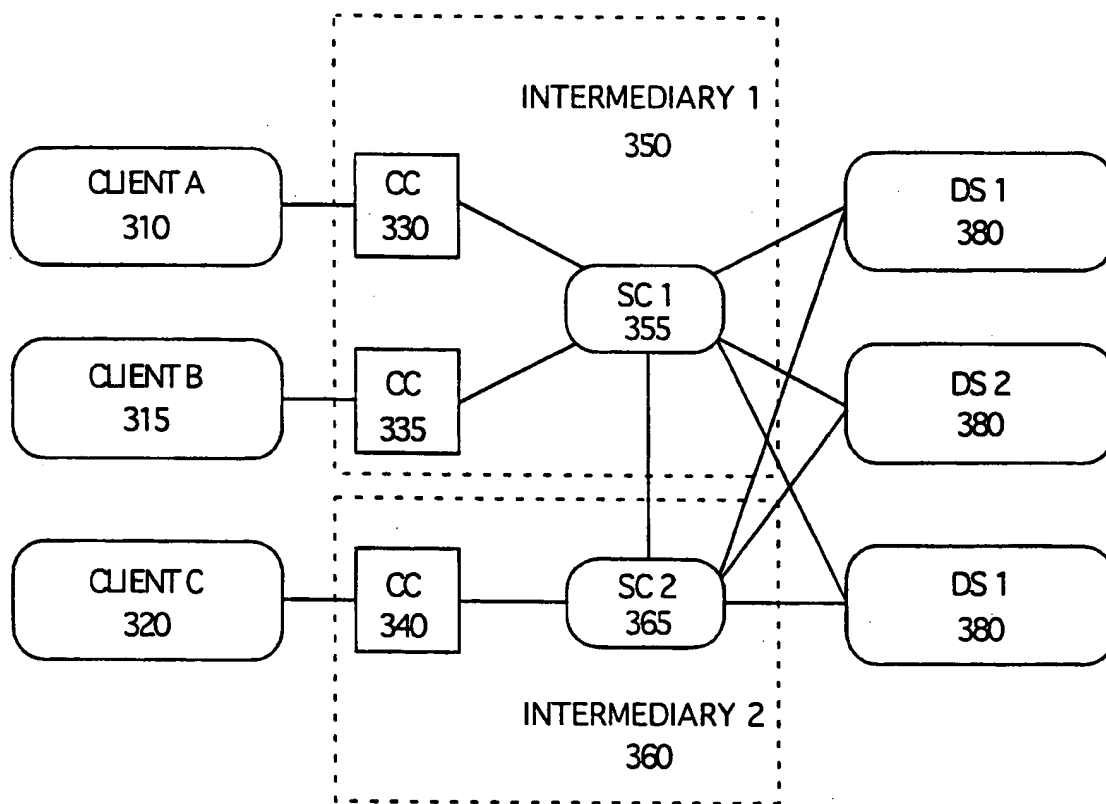 INTERMEDIARY 1
350
CLIENT A
310
CC
330
DS 1
380
SC 1
355
CLIENT B
315
CC
335
DS 2
380
CLIENT C
320
CC
340
SC 2
365
DS 1
380
INTERMEDIARY 2
360